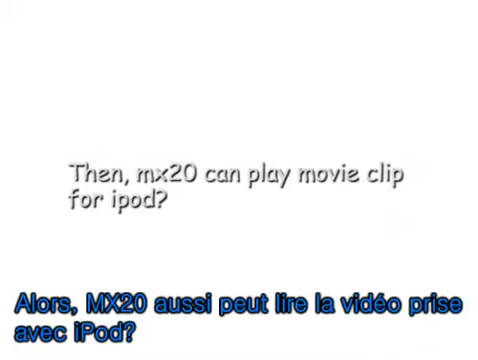 Then, mx20 can play movie clip
for ipod?
Alors, MX20 aussi peut lire la vidéo prise
avec iPod?